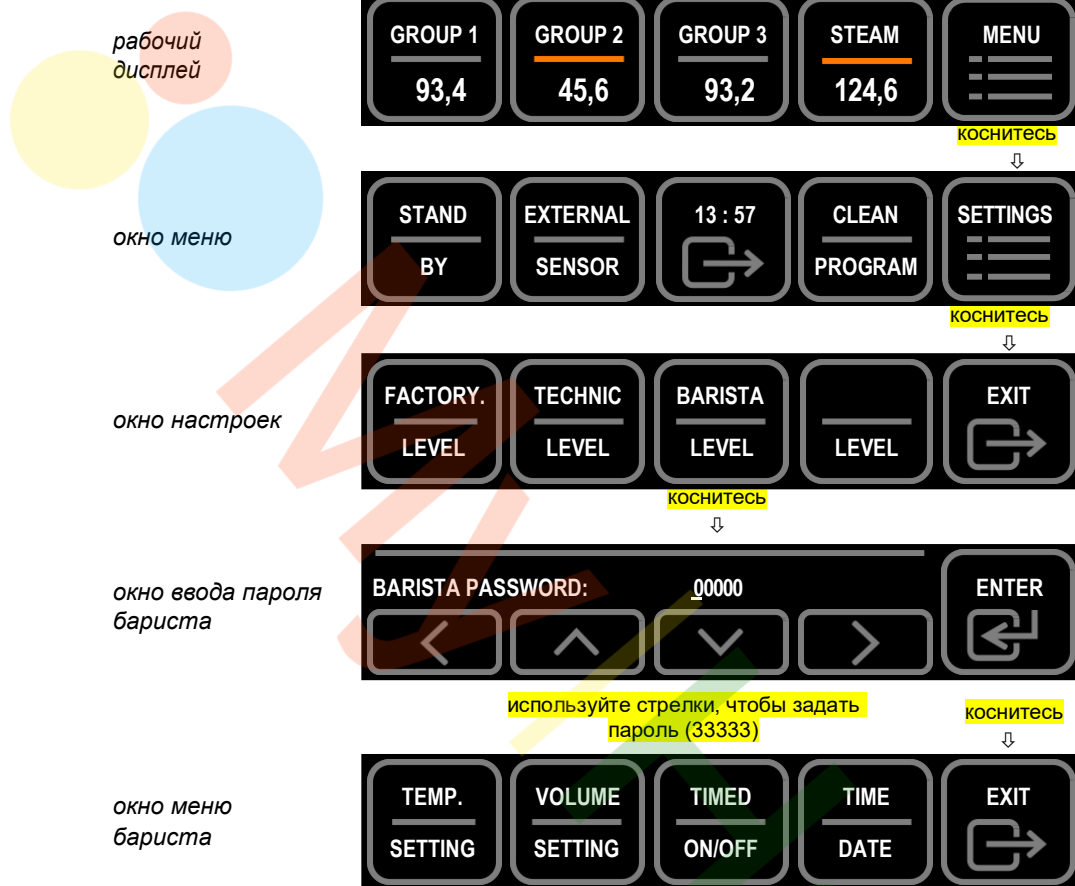 рабочий
дисплей
GROUP 1 GROUP 2 GROUP 3 STEAM MENU
93,4 45,6 93,2 124,6
коснитесь
⇩
окно меню
STAND EXTERNAL 13 : 57 CLEAN SETTINGS
BY SENSOR PROGRAM
коснитесь
⇩
окно настроек
FACTORY. TECHNIC BARISTA EXIT
LEVEL LEVEL LEVEL LEVEL
коснитесь
⇩
окно ввода пароля
бариста
BARISTA PASSWORD: 00000 ENTER
используйте стрелки, чтобы задать
пароль (33333)
коснитесь
⇩
окно меню
бариста
TEMP. VOLUME TIMED TIME EXIT
SETTING SETTING ON/OFF DATE